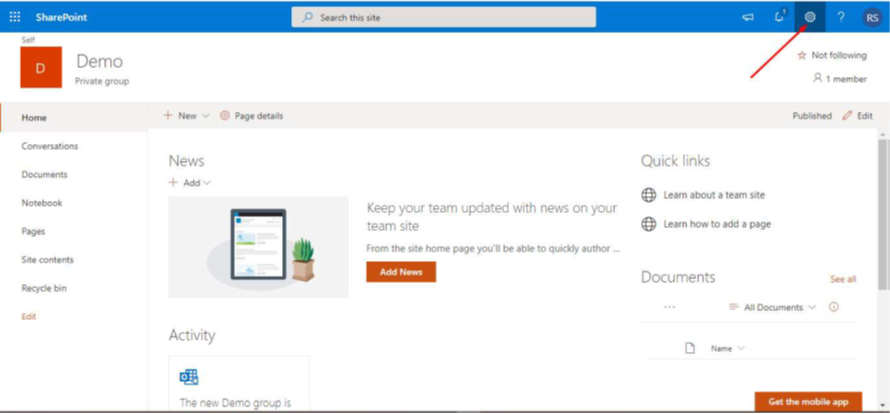 SharePoint
Search this site
1
?
RS
Self
D
Demo
Private group
Not following
1 member
Home
Conversations
Documents
Notebook
Pages
Site contents
Recycle bin
Edit
+ New
Page details
Published
Edit
News
+ Add
Keep your team updated with news on your
team site
From the site home page you'll be able to quickly author ...
Add News
Activity
The new Demo group is
Quick links
Learn about a team site
Learn how to add a page
Documents
See all
...
All Documents
Name
Get the mobile app